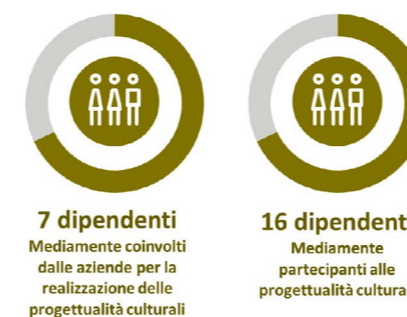 7 dipendenti
Mediamente coinvolti
dalle aziende per la
realizzazione delle
progettualità culturali
16 dipendent
Mediamente
partecipanti alle
progettualità cultura